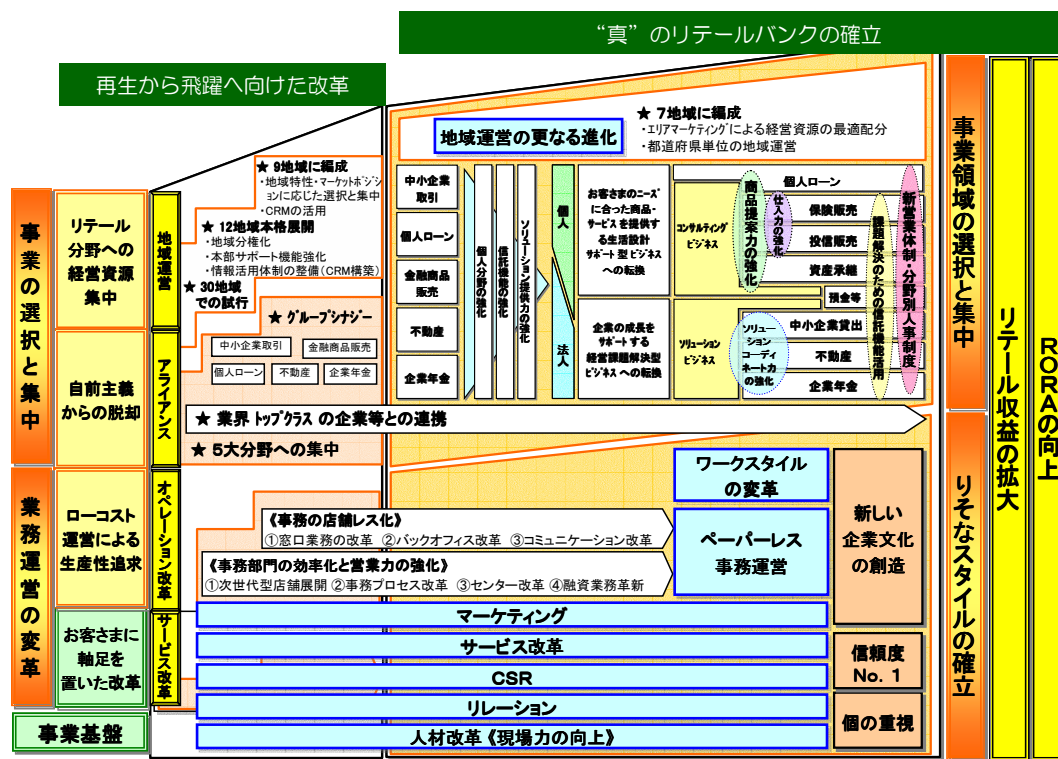 “真”のリテールバンクの確立
再生から飛躍へ向けた改革
事業の選択と集中
業務運営の変革
事業基盤
リテール
分野への
経営資源
集中
自前主義
からの脱却
ローコスト
運営による
生産性追求
お客さまに
軸足を
置いた改革
地域運営
アライアンス
オペレーション改革
サービス改革
★ 9地域に編成
・地域特性・マーケットポジシ
ョンに応じた選択と集中
・CRMの活用
★ 12地域本格展開
・地域分権化
・本部サポート機能強化
・情報活用体制の整備（CRM構築）
★ 30地域
での試行
★ グループシナジー
中小企業取引
金融商品販売
個人ローン
不動産
企業年金
★ 業界トップクラスの企業等との連携
★ 5大分野への集中
地域運営の更なる進化
★ 7地域に編成
・エリアマーケティングによる経営資源の最適配分
・都道府県単位の地域運営
中小企業
取引
個人ローン
金融商品
販売
不動産
企業年金
個人分野の強化
信託機能の強化
ソリューション提供力の強化
個人
法人
お客さまのニーズ
に合った商品・
サービスを提供す
る生活設計
サポート型ビジネス
への転換
企業の成長を
サポートする
経営課題解決型
ビジネスへの転換
コンサルティング
ビジネス
ソリューション
ビジネス
商品提案力の強化
仕入力の強化
ソリュー
ション
コーディ
ネート力
の強化
個人ローン
保険販売
投信販売
資産承継
預金等
中小企業貸出
不動産
企業年金
課題解決のための信託機能活用
新営業体制・分野別人事制度
《事務の店舗レス化》
①窓口業務の改革 ②バックオフィス改革 ③コミュニケーション改革
《事務部門の効率化と営業力の強化》
①次世代型店舗展開 ②事務プロセス改革 ③センター改革 ④融資業務革新
ワークスタイル
の変革
ペーパーレス
事務運営
新しい
企業文化
の創造
マーケティング
サービス改革
CSR
リレーション
人材改革《現場力の向上》
信頼度
No. 1
個の重視
事業領域の選択と集中
りそなスタイルの確立
リテール収益の拡大
RORAの向上